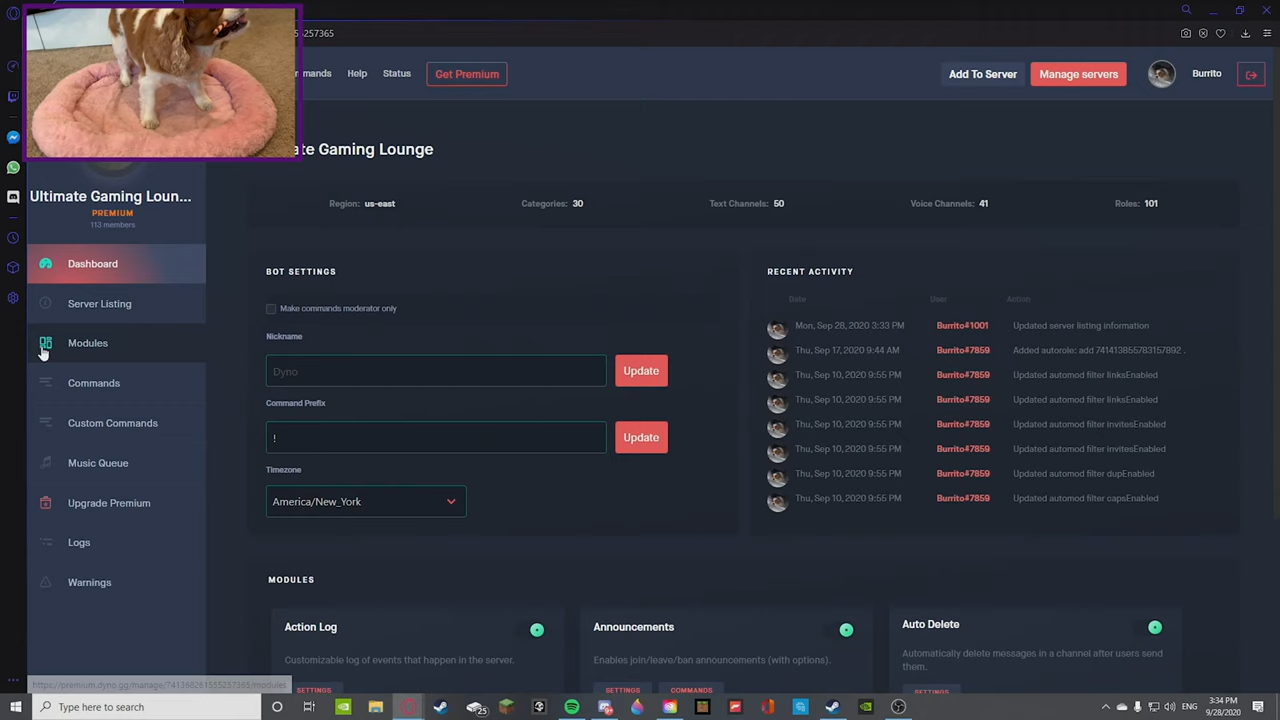 55257365
mmands Help Status Get Premium Add To Server Manage servers Burrito
te Gaming Lounge
Ultimate Gaming Loun...
PREMIUM
113 members
Region: us-east Categories: 30 Text Channels: 50 Voice Channels: 41 Roles: 101
Dashboard
Server Listing
Modules
Commands
Custom Commands
Music Queue
Upgrade Premium
Logs
Warnings
BOT SETTINGS
Make commands moderator only
Nickname
Dyno Update
Command Prefix
! Update
Timezone
America/New_York
RECENT ACTIVITY
Date User Action
Mon, Sep 28, 2020 3:33 PM Burrito#1001 Updated server listing information
Thu, Sep 17, 2020 9:44 AM Burrito#7859 Added autorole: add 741413855783157892 .
Thu, Sep 10, 2020 9:55 PM Burrito#7859 Updated automod filter linksEnabled
Thu, Sep 10, 2020 9:55 PM Burrito#7859 Updated automod filter linksEnabled
Thu, Sep 10, 2020 9:55 PM Burrito#7859 Updated automod filter invitesEnabled
Thu, Sep 10, 2020 9:55 PM Burrito#7859 Updated automod filter invitesEnabled
Thu, Sep 10, 2020 9:55 PM Burrito#7859 Updated automod filter dupEnabled
Thu, Sep 10, 2020 9:55 PM Burrito#7859 Updated automod filter capsEnabled
MODULES
Action Log
Customizable log of events that happen in the server.
SETTINGS
Announcements
Enables join/leave/ban announcements (with options).
SETTINGS COMMANDS
Auto Delete
Automatically delete messages in a channel after users send
them.
SETTINGS
https://premium.dyno.gg/manage/741368261555257365/modules
Type here to search
3:34 PM
9/28/2020